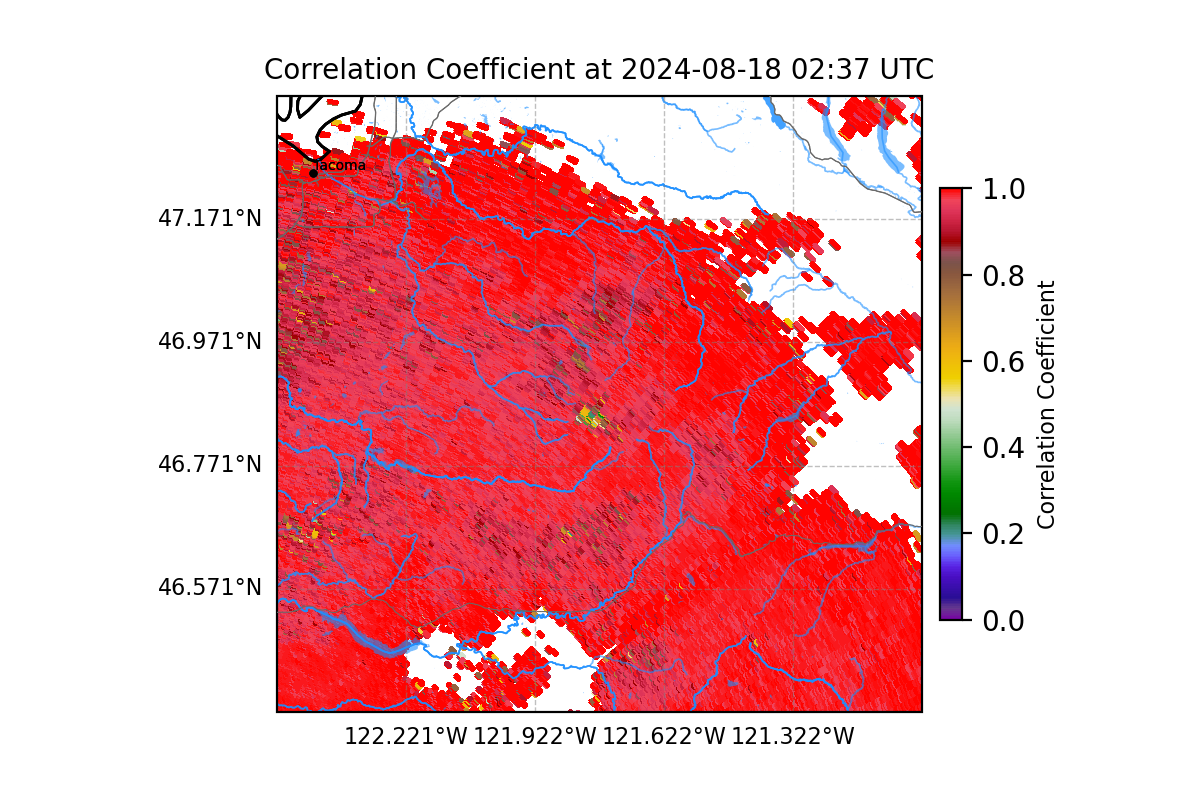 Correlation Coefficient at 2024-08-18 02:37 UTC
Tacoma
47.171°N
46.971°N
46.771°N
46.571°N
122.221°W 121.922°W 121.622°W 121.322°W
1.0
0.8
0.6
0.4
0.2
0.0
Correlation Coefficient